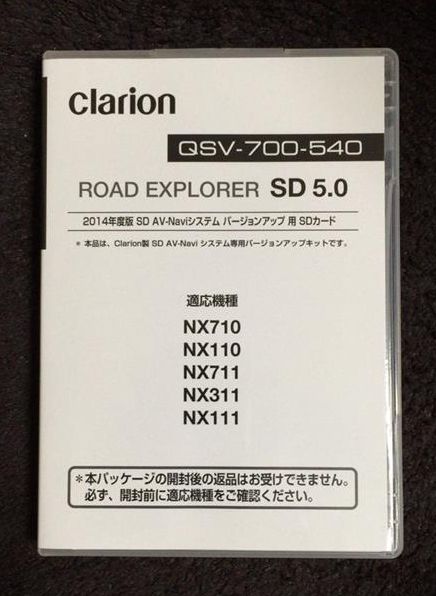 clarion
QSV-700-540
ROAD EXPLORER SD 5.0
2014年度版 SD AV-Naviシステム バージョンアップ 用 SDカード
* 本品は、Clarion製 SD AV-Navi システム専用バージョンアップキットです。
適応機種
NX710
NX110
NX711
NX311
NX111
*本パッケージの開封後の返品はお受けできません。
必ず、開封前に適応機種をご確認ください。